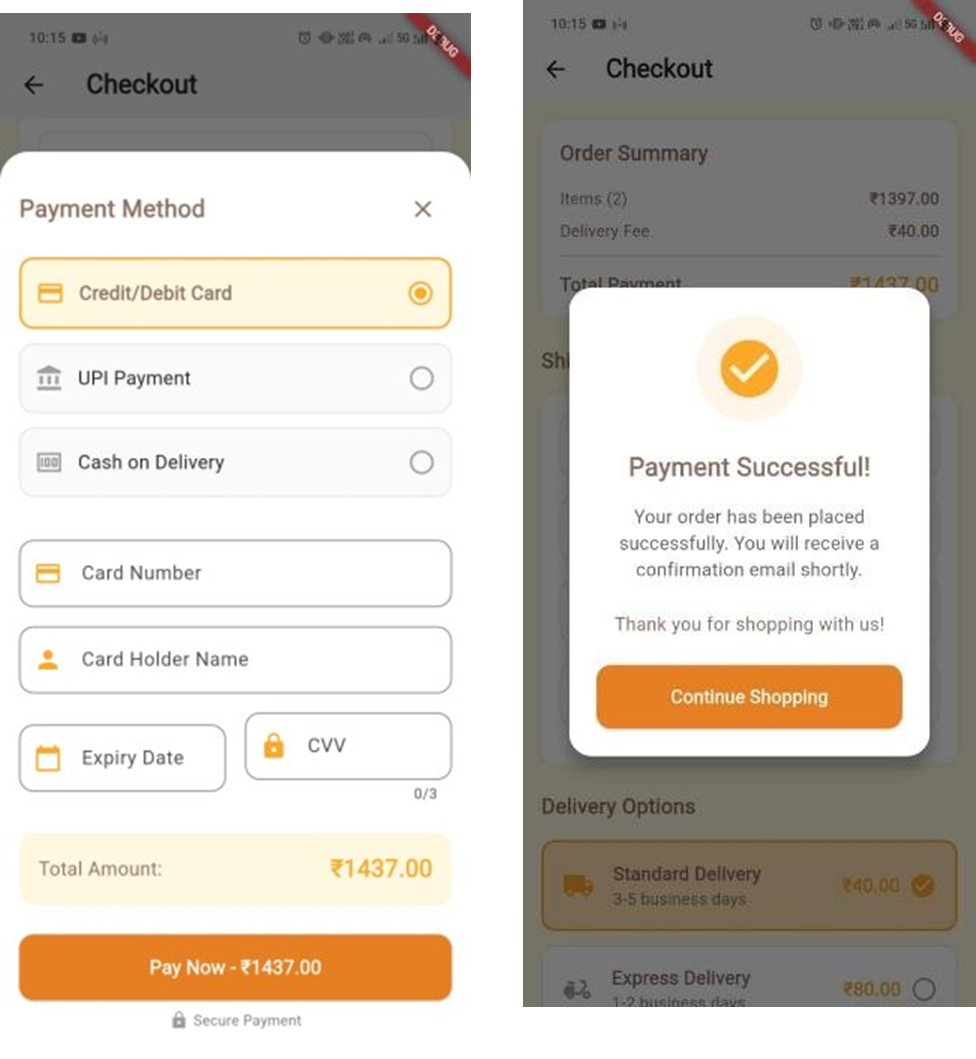 10:15
5G
DEBUG
Checkout
Payment Method
Credit/Debit Card
UPI Payment
100
Cash on Delivery
Card Number
Card Holder Name
Expiry Date
CVV
0/3
Total Amount:
₹1437.00
Pay Now - ₹1437.00
Secure Payment
10:15
5G
DEBUG
Checkout
Order Summary
Items (2)
₹1397.00
Delivery Fee
₹40.00
Total Payment
₹1437.00
Shi
Payment Successful!
Your order has been placed
successfully. You will receive a
confirmation email shortly.
Thank you for shopping with us!
Continue Shopping
Delivery Options
Standard Delivery
₹40.00
3-5 business days
Express Delivery
₹80.00
1-2 business days